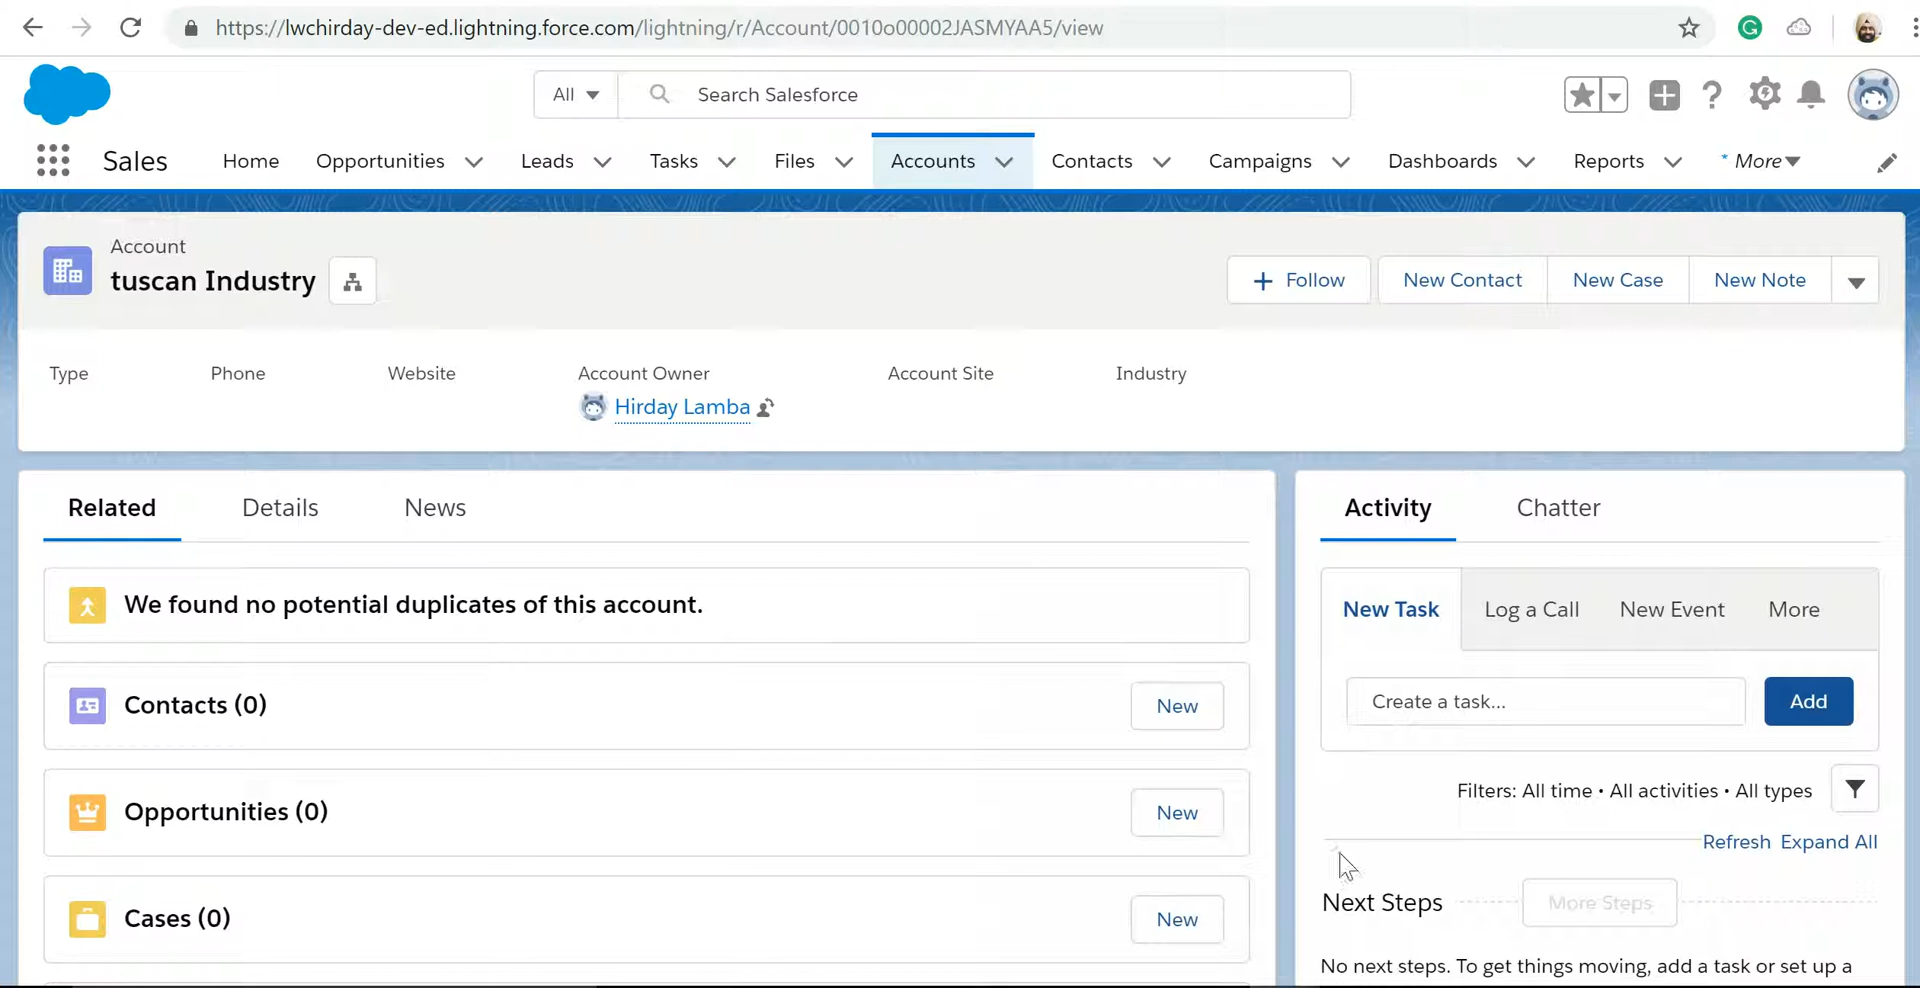 https://lwchirday-dev-ed.lightning.force.com/lightning/r/Account/0010o00002JASMYAA5/view
All Search Salesforce
Sales Home Opportunities Leads Tasks Files Accounts Contacts Campaigns Dashboards Reports * More
Account
tuscan Industry
Follow New Contact New Case New Note
Type Phone Website Account Owner Account Site Industry
Hirday Lamba
Related Details News
We found no potential duplicates of this account.
Contacts (0) New
Opportunities (0) New
Cases (0) New
Activity Chatter
New Task Log a Call New Event More
Create a task... Add
Filters: All time • All activities • All types
Refresh Expand All
Next Steps More Steps
No next steps. To get things moving, add a task or set up a